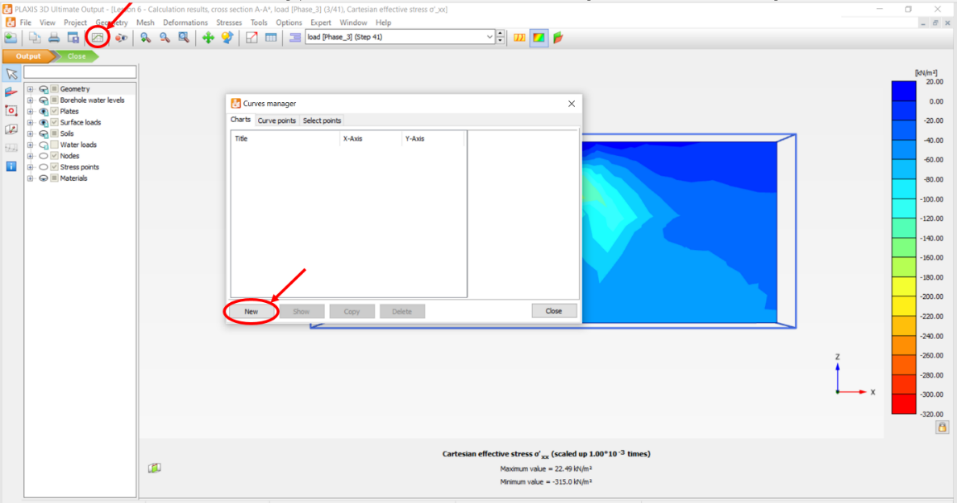 PLAXIS 3D Ultimate Output - [Lesson 6 - Calculation results, cross section A-A*, load [Phase_3] (3/41), Cartesian effective stress σ'_xx]
File View Project Geometry Mesh Deformations Stresses Tools Options Expert Window Help
load [Phase_3] (Step 41)
Output Close
Geometry
Borehole water levels
Plates
Surface loads
Soils
Water loads
Nodes
Stress points
Materials
Curves manager
Charts Curve points Select points
Title X-Axis Y-Axis
New Show Copy Delete Close
[kN/m²]
20.00
0.00
-20.00
-40.00
-60.00
-80.00
-100.00
-120.00
-140.00
-160.00
-180.00
-200.00
-220.00
-240.00
-260.00
-280.00
-300.00
-320.00
Z
X
Cartesian effective stress σ'xx (scaled up 1.00*10-3 times)
Maximum value = 22.49 kN/m²
Minimum value = -315.0 kN/m²